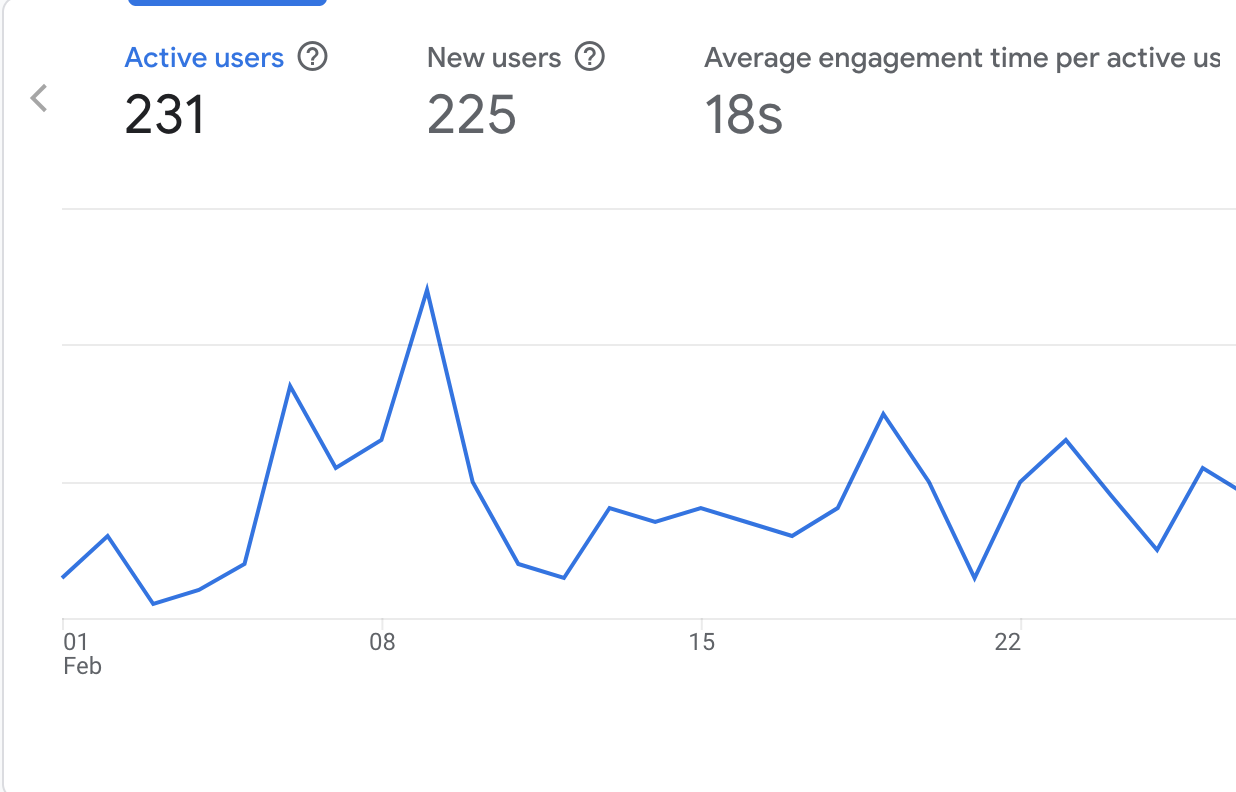 Active users New users Average engagement time per active us
231 225 18s
01 08 15 22
Feb